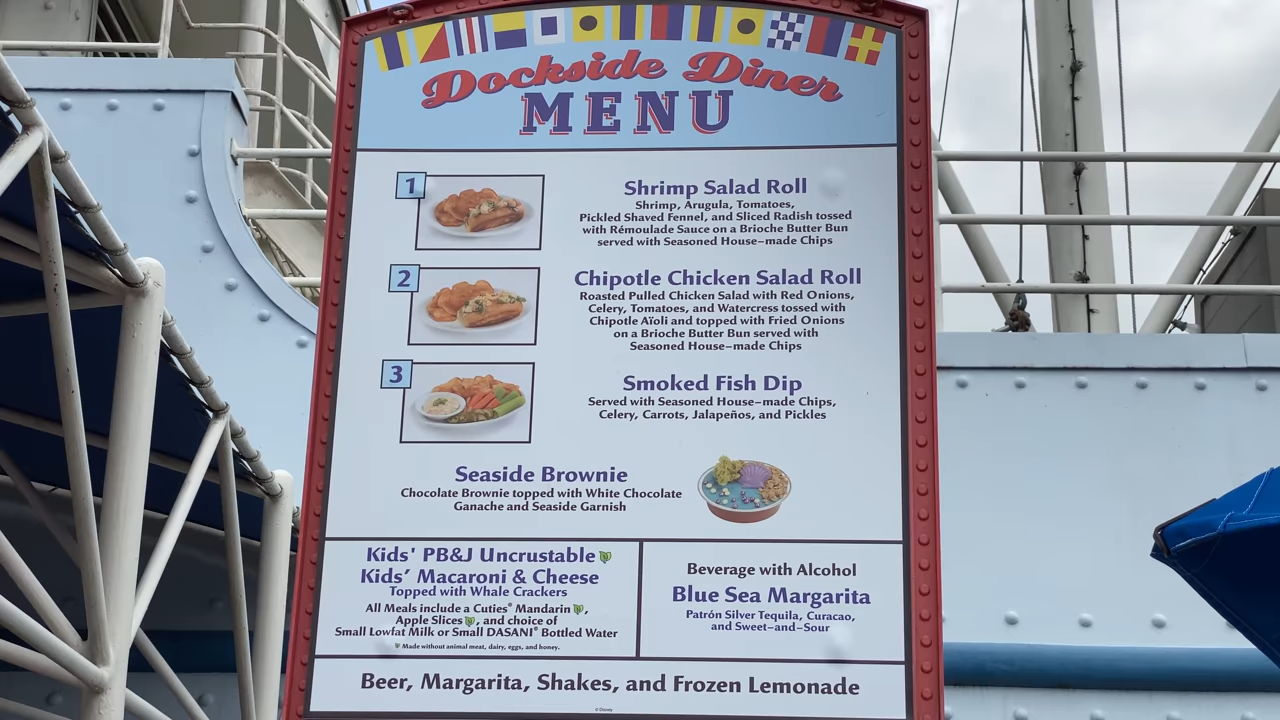 Dockside Diner
MENU
1
Shrimp Salad Roll
Shrimp, Arugula, Tomatoes,
Pickled Shaved Fennel, and Sliced Radish tossed
with Rémoulade Sauce on a Brioche Butter Bun
served with Seasoned House-made Chips
2
Chipotle Chicken Salad Roll
Roasted Pulled Chicken Salad with Red Onions,
Celery, Tomatoes, and Watercress tossed with
Chipotle Aïoli and topped with Fried Onions
on a Brioche Butter Bun served with
Seasoned House-made Chips
3
Smoked Fish Dip
Served with Seasoned House-made Chips,
Celery, Carrots, Jalapeños, and Pickles
Seaside Brownie
Chocolate Brownie topped with White Chocolate
Ganache and Seaside Garnish
Kids' PB&J Uncrustable
Kids' Macaroni & Cheese
Topped with Whale Crackers
All Meals include a Cuties® Mandarin ,
Apple Slices , and choice of
Small Lowfat Milk or Small DASANI® Bottled Water
Made without animal meat, dairy, eggs, and honey.
Beverage with Alcohol
Blue Sea Margarita
Patrón Silver Tequila, Curacao,
and Sweet-and-Sour
Beer, Margarita, Shakes, and Frozen Lemonade
© Disney